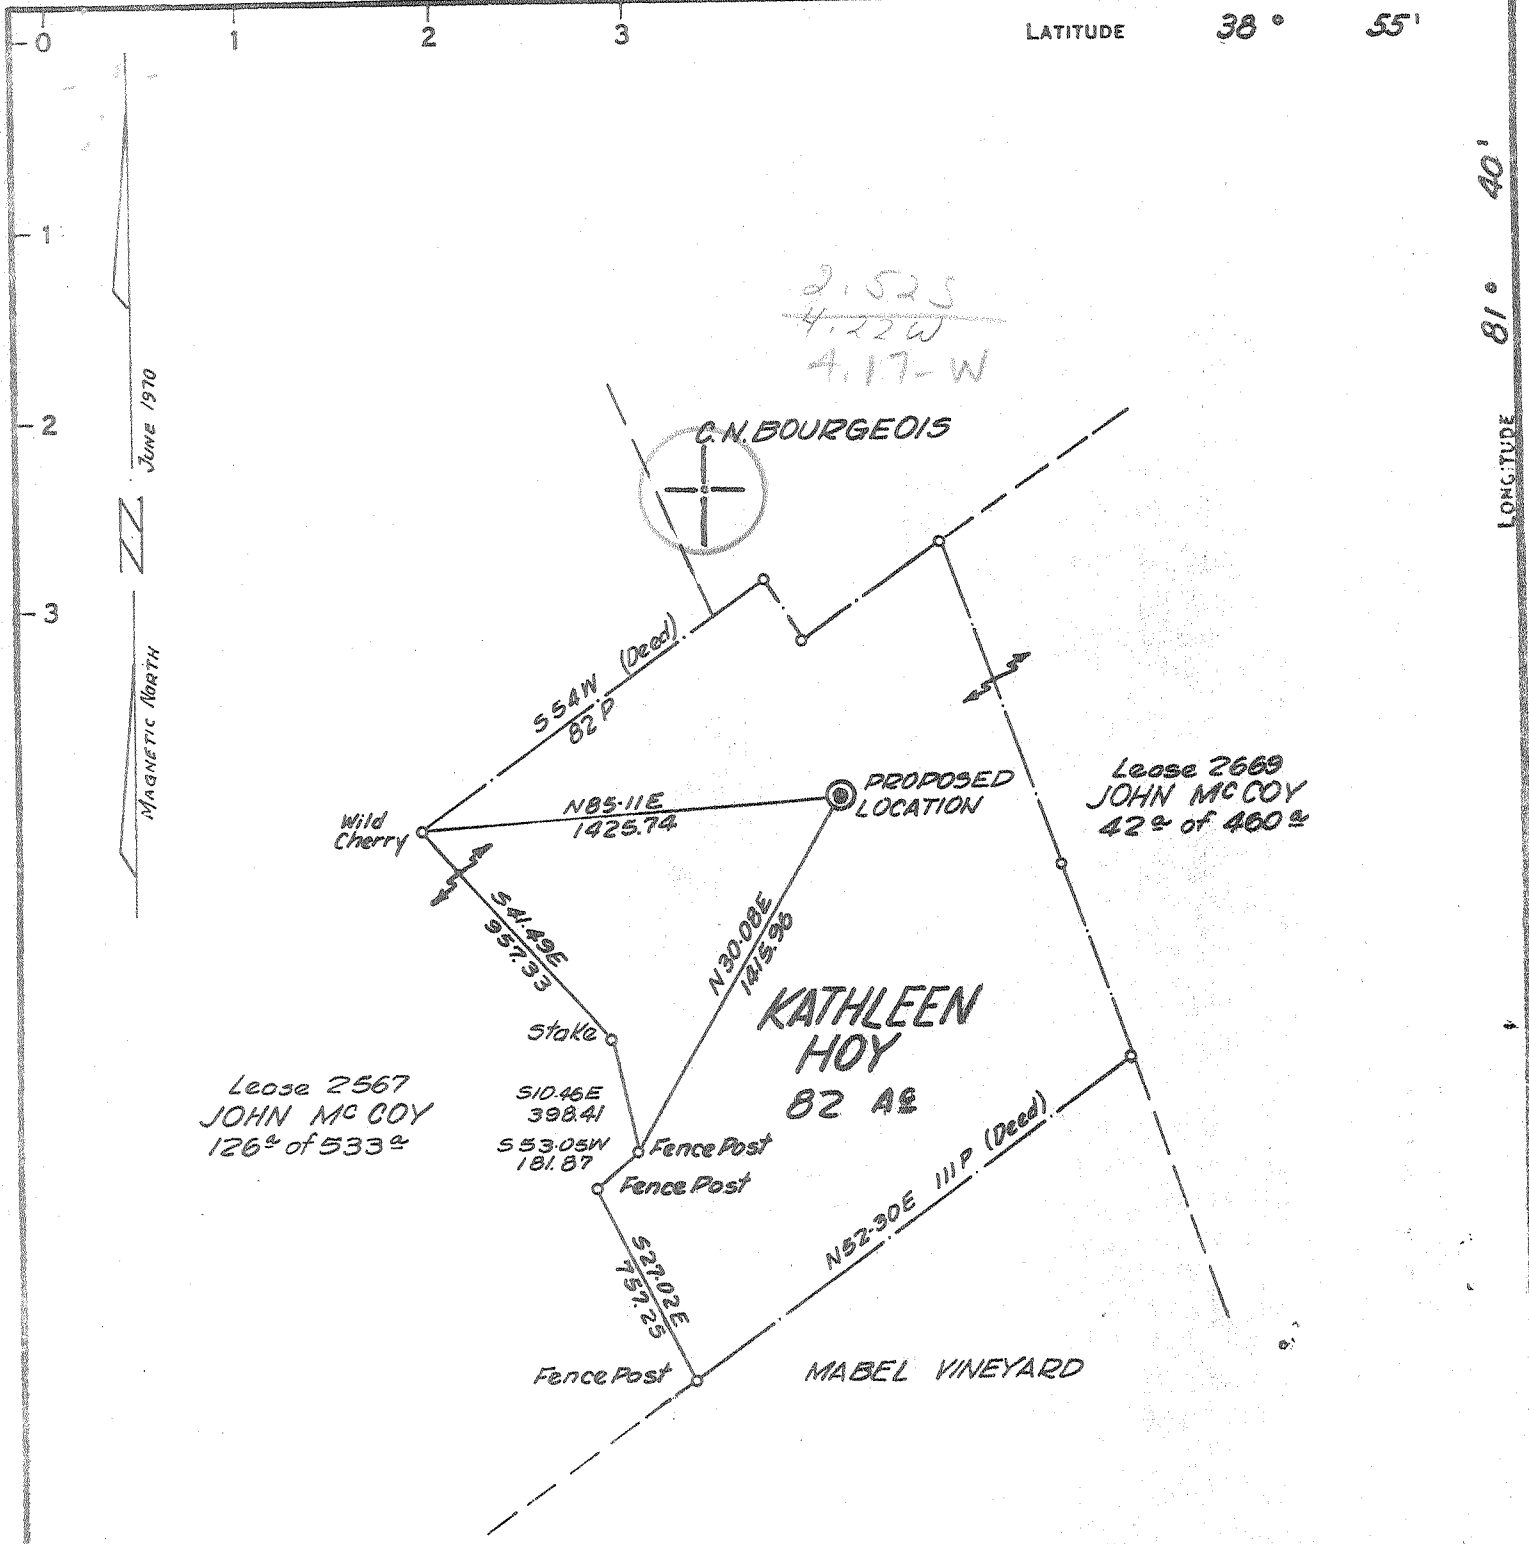 0 1 2 3
LATITUDE 38° 55'
1
2
3
LONGITUDE 81° 40'
MAGNETIC NORTH JUNE 1970
2.52 S
4.22 W
4.17-W
C.N. BOURGEOIS
S54W (Deed)
82 P
Wild
Cherry
N85-11E
1425.74
PROPOSED
LOCATION
Lease 2669
JOHN McCOY
42ª of 460ª
S41.49E
957.33
N30.08E
1415.96
KATHLEEN
HOY
82 Ac
Stake
Lease 2567
JOHN McCOY
126ª of 533ª
S10.46E
398.41
S53.05W
181.87
Fence Post
Fence Post
N52-30E 111P (Deed)
S27.02E
757.25
Fence Post
MABEL VINEYARD